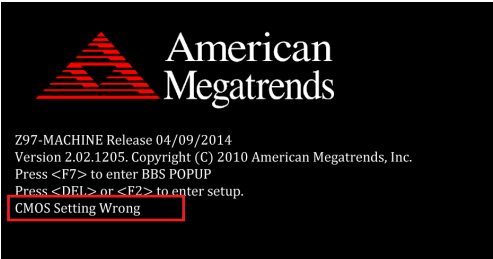 American
Megatrends
Z97-MACHINE Release 04/09/2014
Version 2.02.1205. Copyright (C) 2010 American Megatrends, Inc.
Press <F7> to enter BBS POPUP
Press <DEL> or <F2> to enter setup.
CMOS Setting Wrong